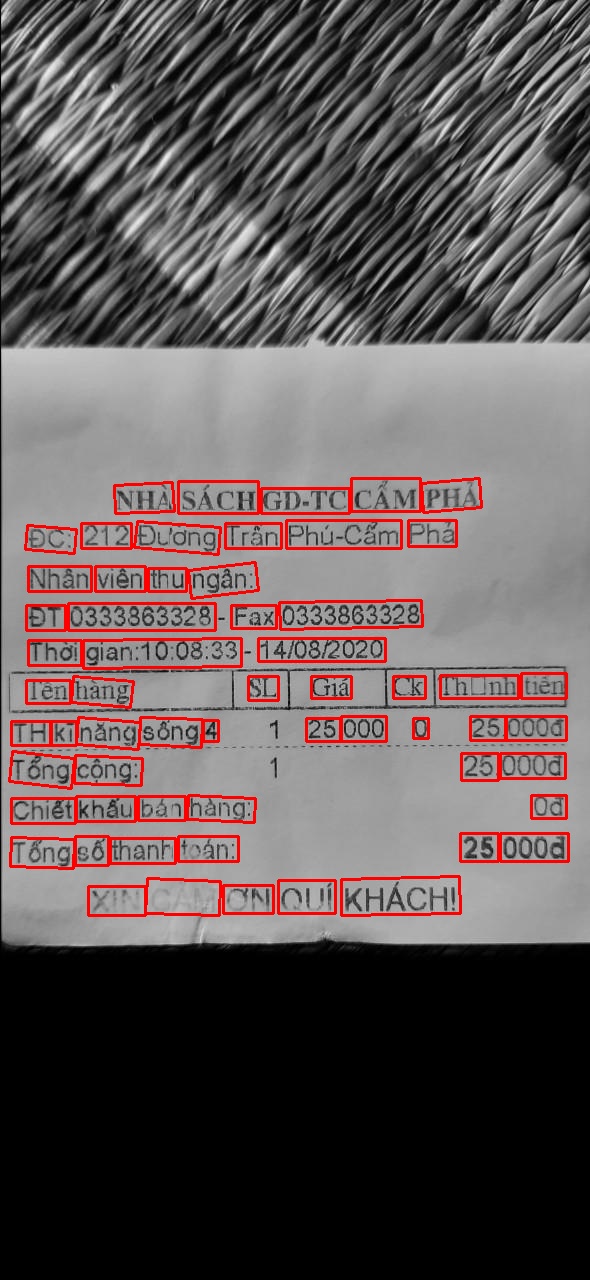 NHÀ SÁCH GD-TC CẨM PHẢ
ĐC: 212 Đường Trần Phú-Cẩm Phả
Nhân viên thu ngân:
ĐT 0333863328 - Fax 0333863328
Thời gian:10:08:33 - 14/08/2020
Tên hàng SL Giá Ck Th□nh tiền
TH kĩ năng sống 4 1 25 000 0 25 000đ
Tổng cộng: 1 25 000đ
Chiết khấu bán hàng: 0đ
Tổng số thanh toán: 25 000đ
XIN CẢM ƠN QUÍ KHÁCH!